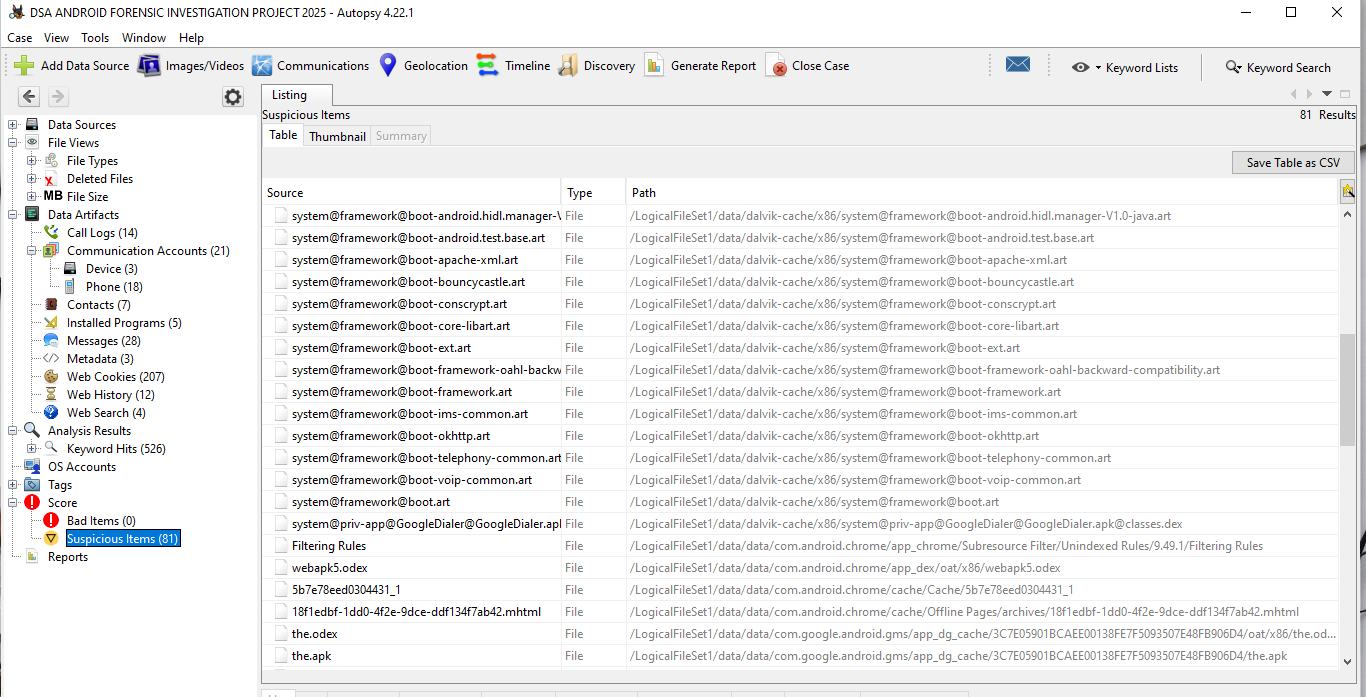 DSA ANDROID FORENSIC INVESTIGATION PROJECT 2025 - Autopsy 4.22.1
Case View Tools Window Help
Add Data Source Images/Videos Communications Geolocation Timeline Discovery Generate Report Close Case Keyword Lists Keyword Search
Data Sources
File Views
File Types
Deleted Files
MB File Size
Data Artifacts
Call Logs (14)
Communication Accounts (21)
Device (3)
Phone (18)
Contacts (7)
Installed Programs (5)
Messages (28)
Metadata (3)
Web Cookies (207)
Web History (12)
Web Search (4)
Analysis Results
Keyword Hits (526)
OS Accounts
Tags
Score
Bad Items (0)
Suspicious Items (81)
Reports
Listing
Suspicious Items 81 Results
Table Thumbnail Summary
Save Table as CSV
Source Type Path
system@framework@boot-android.hidl.manager-V File /LogicalFileSet1/data/dalvik-cache/x86/system@framework@boot-android.hidl.manager-V1.0-java.art
system@framework@boot-android.test.base.art File /LogicalFileSet1/data/dalvik-cache/x86/system@framework@boot-android.test.base.art
system@framework@boot-apache-xml.art File /LogicalFileSet1/data/dalvik-cache/x86/system@framework@boot-apache-xml.art
system@framework@boot-bouncycastle.art File /LogicalFileSet1/data/dalvik-cache/x86/system@framework@boot-bouncycastle.art
system@framework@boot-conscrypt.art File /LogicalFileSet1/data/dalvik-cache/x86/system@framework@boot-conscrypt.art
system@framework@boot-core-libart.art File /LogicalFileSet1/data/dalvik-cache/x86/system@framework@boot-core-libart.art
system@framework@boot-ext.art File /LogicalFileSet1/data/dalvik-cache/x86/system@framework@boot-ext.art
system@framework@boot-framework-oahl-backw File /LogicalFileSet1/data/dalvik-cache/x86/system@framework@boot-framework-oahl-backward-compatibility.art
system@framework@boot-framework.art File /LogicalFileSet1/data/dalvik-cache/x86/system@framework@boot-framework.art
system@framework@boot-ims-common.art File /LogicalFileSet1/data/dalvik-cache/x86/system@framework@boot-ims-common.art
system@framework@boot-okhttp.art File /LogicalFileSet1/data/dalvik-cache/x86/system@framework@boot-okhttp.art
system@framework@boot-telephony-common.art File /LogicalFileSet1/data/dalvik-cache/x86/system@framework@boot-telephony-common.art
system@framework@boot-voip-common.art File /LogicalFileSet1/data/dalvik-cache/x86/system@framework@boot-voip-common.art
system@framework@boot.art File /LogicalFileSet1/data/dalvik-cache/x86/system@framework@boot.art
system@priv-app@GoogleDialer@GoogleDialer.apl File /LogicalFileSet1/data/dalvik-cache/x86/system@priv-app@GoogleDialer@GoogleDialer.apk@classes.dex
Filtering Rules File /LogicalFileSet1/data/data/com.android.chrome/app_chrome/Subresource Filter/Unindexed Rules/9.49.1/Filtering Rules
webapk5.odex File /LogicalFileSet1/data/data/com.android.chrome/app_dex/oat/x86/webapk5.odex
5b7e78eed0304431_1 File /LogicalFileSet1/data/data/com.android.chrome/cache/Cache/5b7e78eed0304431_1
18f1edbf-1dd0-4f2e-9dce-ddf134f7ab42.mhtml File /LogicalFileSet1/data/data/com.android.chrome/cache/Offline Pages/archives/18f1edbf-1dd0-4f2e-9dce-ddf134f7ab42.mhtml
the.odex File /LogicalFileSet1/data/data/com.google.android.gms/app_dg_cache/3C7E05901BCAEE00138FE7F5093507E48FB906D4/oat/x86/the.od...
the.apk File /LogicalFileSet1/data/data/com.google.android.gms/app_dg_cache/3C7E05901BCAEE00138FE7F5093507E48FB906D4/the.apk